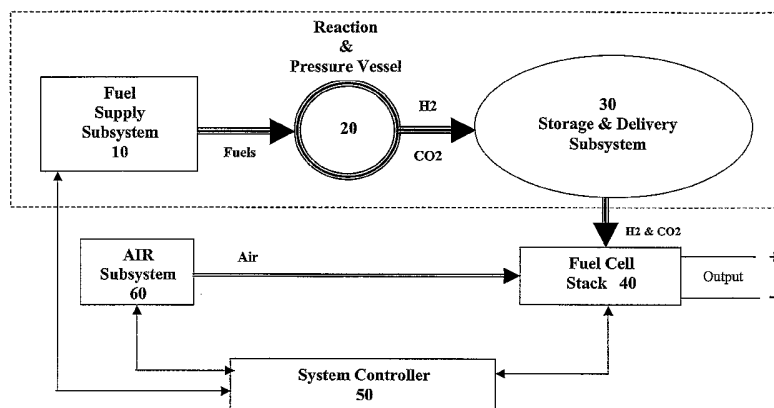 Reaction
&
Pressure Vessel
Fuel
Supply
Subsystem
10
Fuels
20
H2
CO2
30
Storage & Delivery
Subsystem
H2 & CO2
AIR
Subsystem
60
Air
Fuel Cell
Stack 40
Output
+
-
System Controller
50